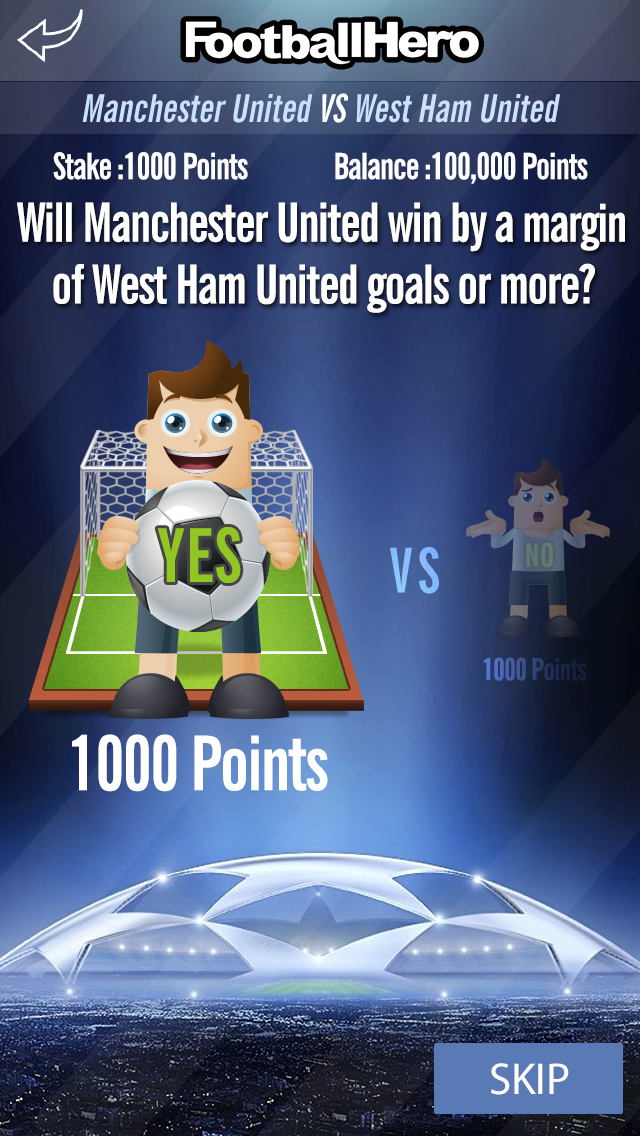 FootballHero
Manchester United VS West Ham United
Stake :1000 Points Balance :100,000 Points
Will Manchester United win by a margin
of West Ham United goals or more?
YES
VS
NO
1000 Points
1000 Points
SKIP